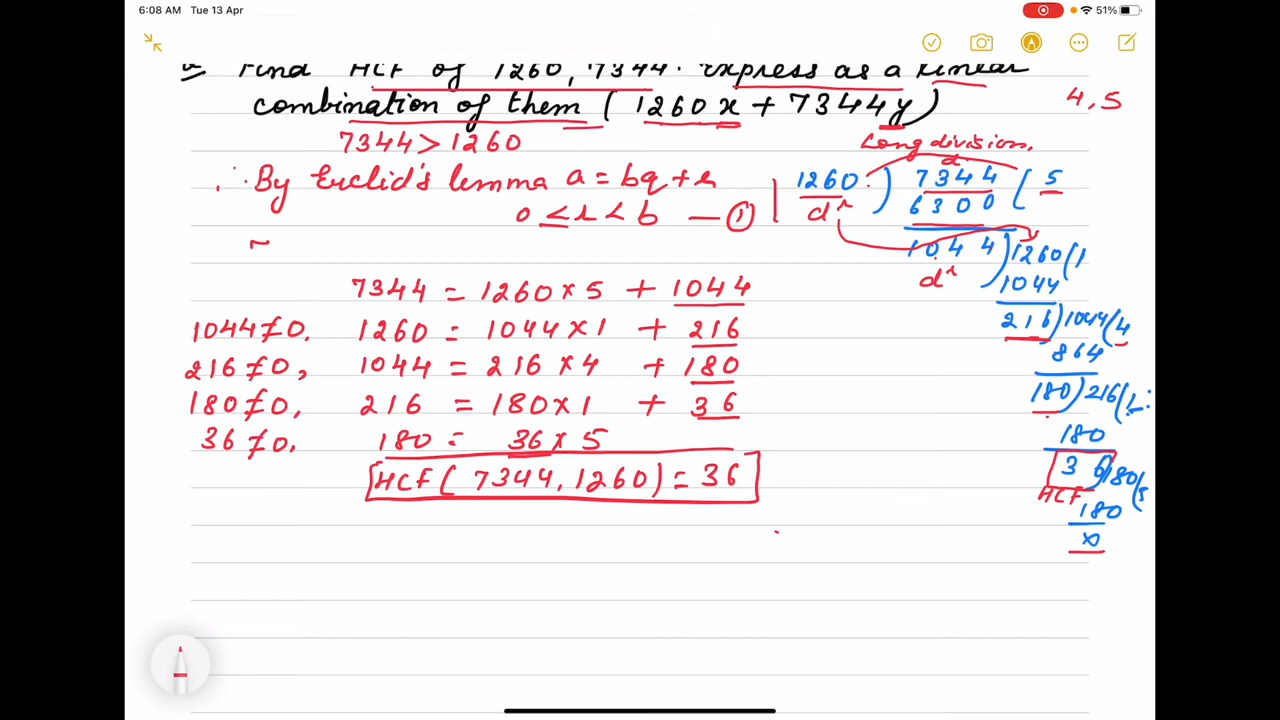 6:08 AM Tue 13 Apr
51%
Find HCF of 1260, 7344. Express as a linear
combination of them ( 1260 x + 7344y )
4, 5
7344 > 1260
Long division.
d
∴ By Euclid's lemma a = bq + r
0 ≤ r < b — ①
1260 ) 7344 ( 5
dr
6300
1044 ) 1260 ( 1
dr
1044
7344 = 1260 × 5 + 1044
1044 ≠ 0. 1260 = 1044 × 1 + 216
216 ) 1044 ( 4
864
216 ≠ 0, 1044 = 216 × 4 + 180
180 ) 216 ( 1
180 ≠ 0, 216 = 180 × 1 + 36
180
36 ≠ 0. 180 = 36 × 5
36 ) 180 ( 5
HCF
HCF ( 7344, 1260 ) = 36
180